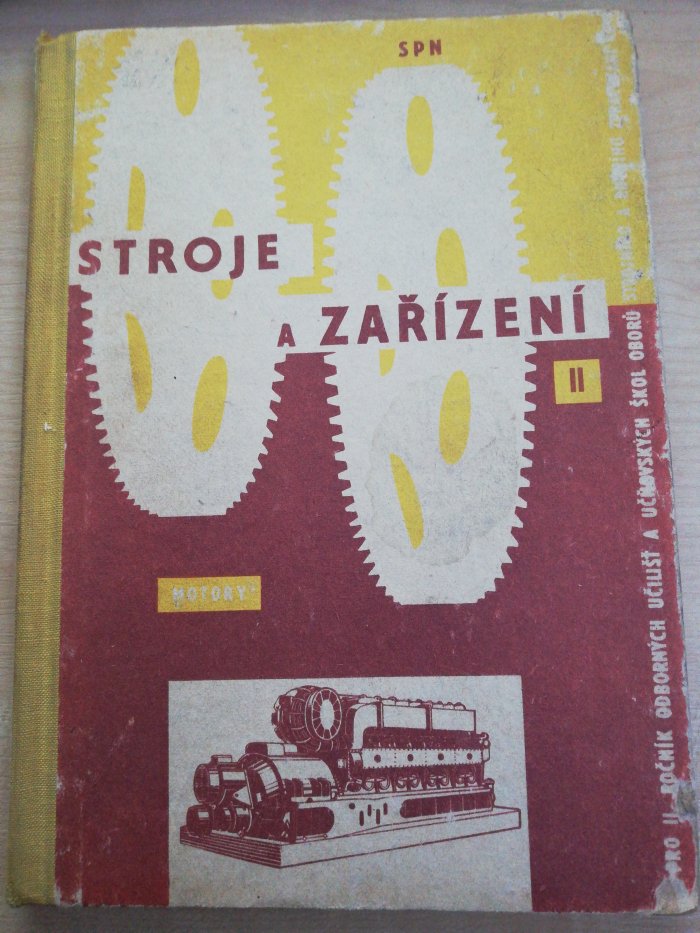 SPN
STROJE
A ZAŘÍZENÍ
II
MOTORY
PRO II. ROČNÍK ODBORNÝCH UČILIŠŤ A UČŇOVSKÝCH ŠKOL OBORŮ